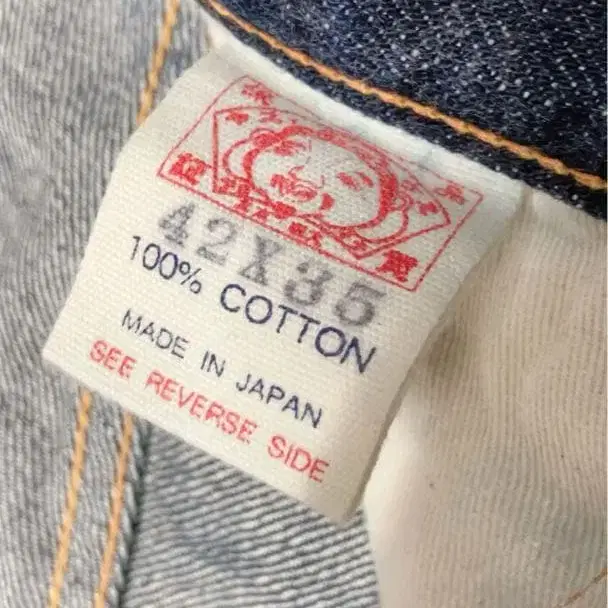 42X35
100% COTTON
MADE IN JAPAN
SEE REVERSE SIDE